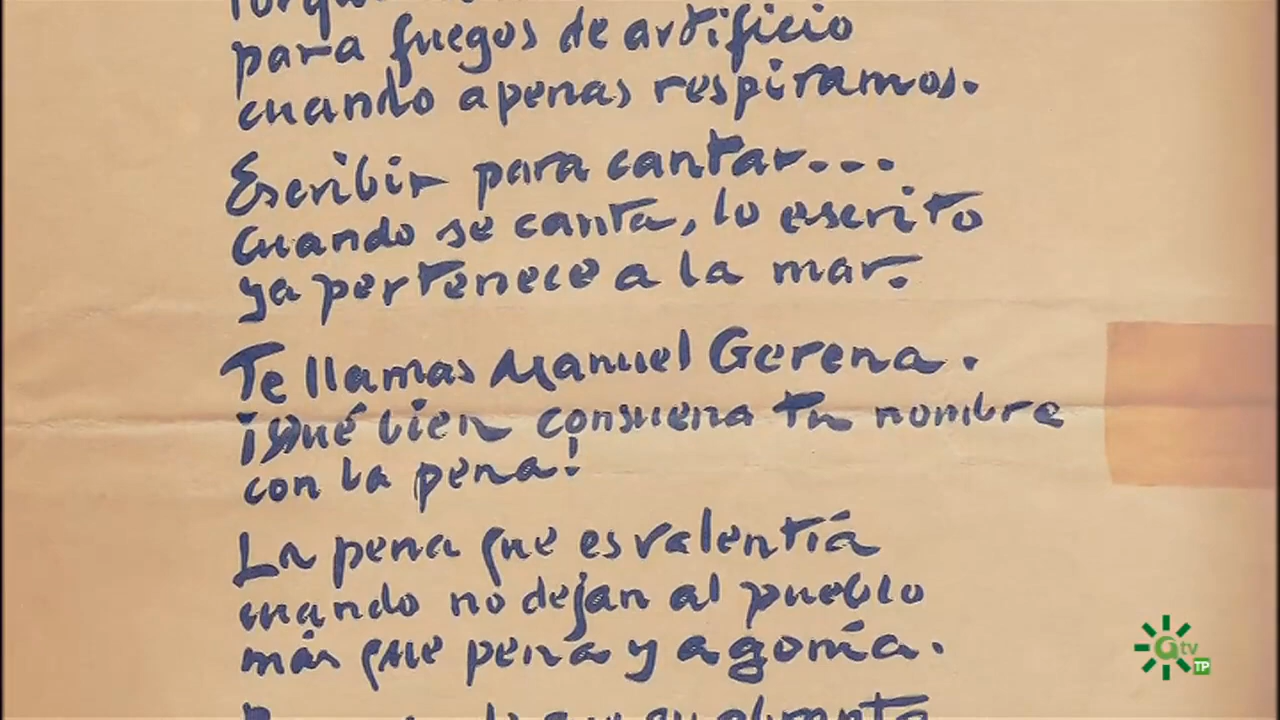 para fuegos de artificio
cuando apenas respiramos.
Escribir para cantar...
Cuando se canta, lo escrito
ya pertenece a la mar.
Te llamas Manuel Gerena.
¡Qué bien consuena tu nombre
con la pena!
La pena que es valentía
cuando no dejan al pueblo
más que pena y agonía.
Gtv
TP